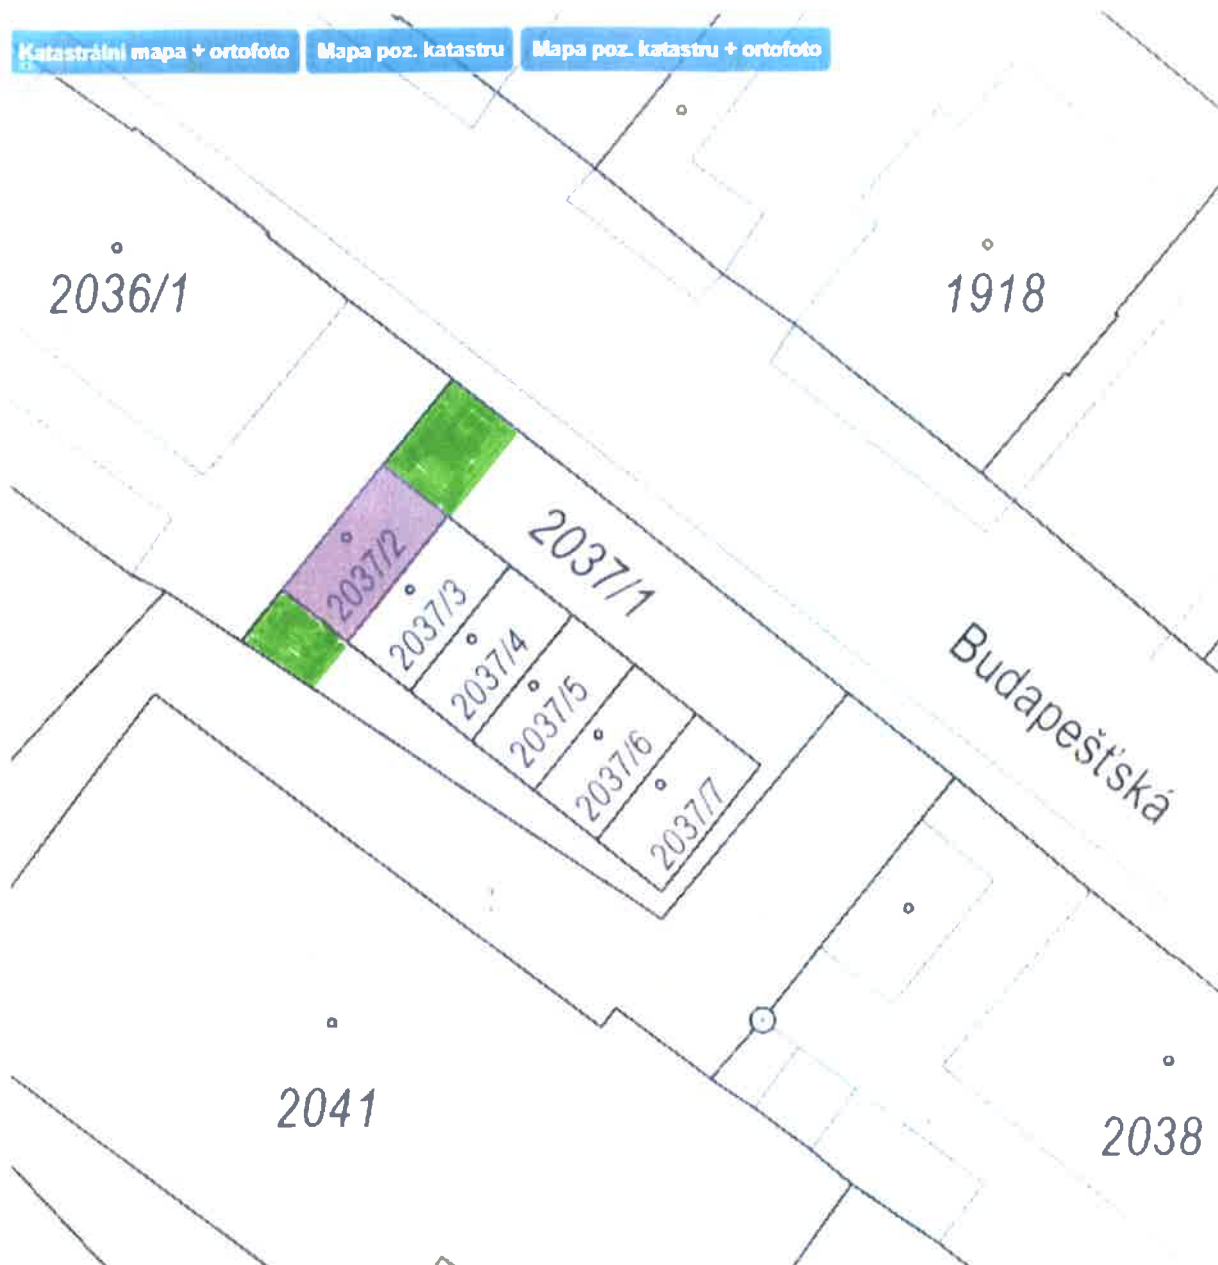 Katastrální mapa + ortofoto
Mapa poz. katastru
Mapa poz. katastru + ortofoto
2036/1
1918
2037/1
2037/2
2037/3
2037/4
2037/5
2037/6
2037/7
Budapešťská
2041
2038